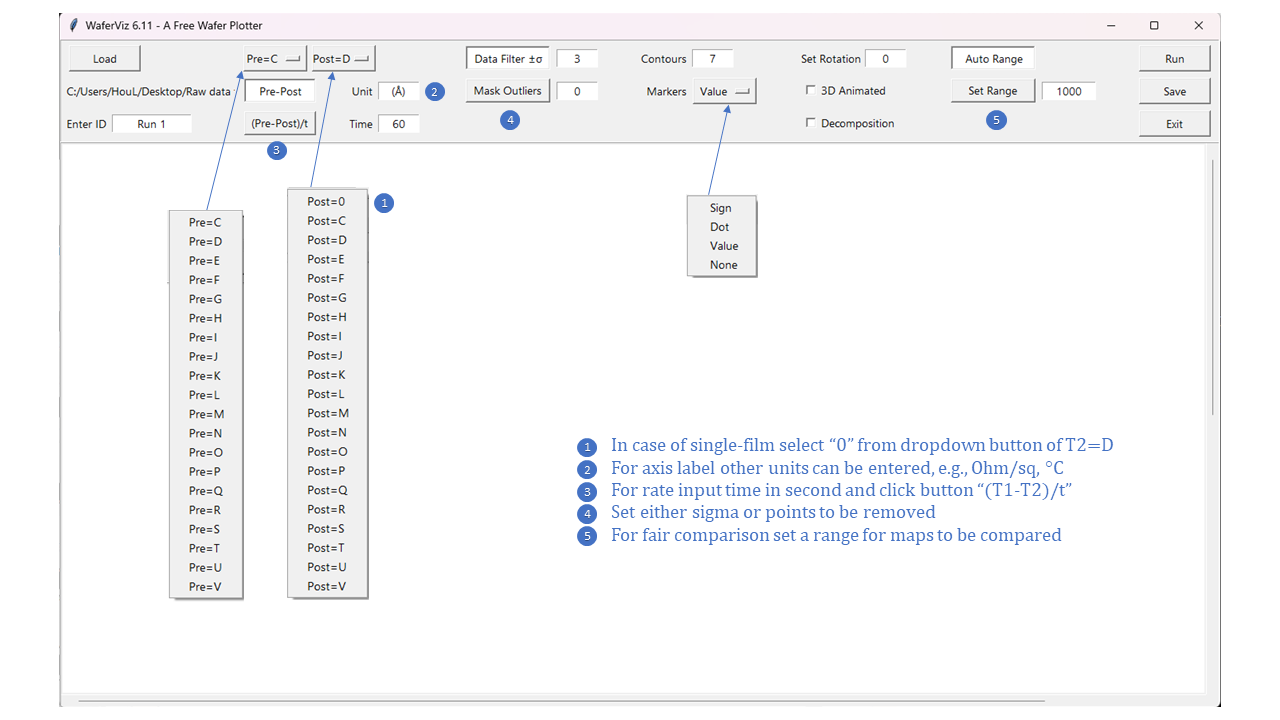 WaferViz 6.11 - A Free Wafer Plotter
Load Pre=C Post=D Data Filter ±σ 3 Contours 7 Set Rotation 0 Auto Range Run
C:/Users/HouL/Desktop/Raw data Pre-Post Unit (Å) 2 Mask Outliers 0 Markers Value 3D Animated Set Range 1000 Save
Enter ID Run 1 (Pre-Post)/t Time 60 4 Decomposition 5 Exit
3
1
Pre=C
Pre=D
Pre=E
Pre=F
Pre=G
Pre=H
Pre=I
Pre=J
Pre=K
Pre=L
Pre=M
Pre=N
Pre=O
Pre=P
Pre=Q
Pre=R
Pre=S
Pre=T
Pre=U
Pre=V
Post=0
Post=C
Post=D
Post=E
Post=F
Post=G
Post=H
Post=I
Post=J
Post=K
Post=L
Post=M
Post=N
Post=O
Post=P
Post=Q
Post=R
Post=S
Post=T
Post=U
Post=V
Sign
Dot
Value
None
1 In case of single-film select “0” from dropdown button of T2=D
2 For axis label other units can be entered, e.g., Ohm/sq, °C
3 For rate input time in second and click button “(T1-T2)/t”
4 Set either sigma or points to be removed
5 For fair comparison set a range for maps to be compared